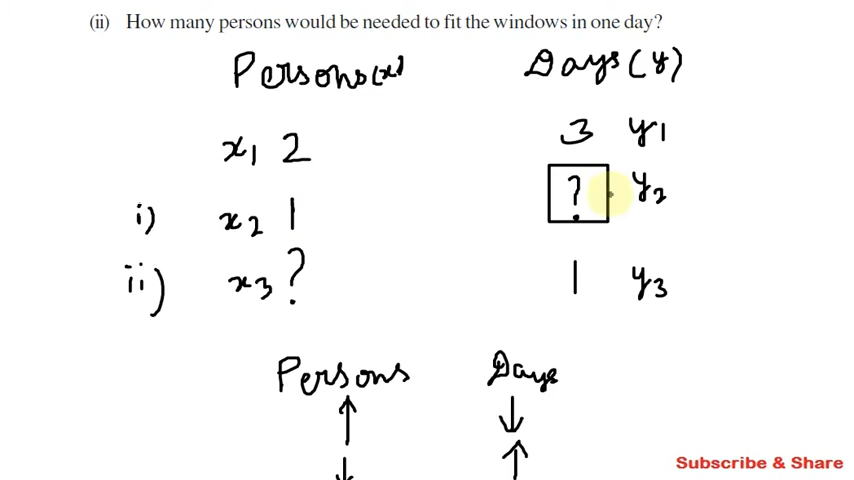 (ii) How many persons would be needed to fit the windows in one day?
Persons(x) Days(y)
x1 2 3 y1
i) x2 1 ? y2
ii) x3 ? 1 y3
Persons Days
↑ ↓
↓ ↑
Subscribe & Share